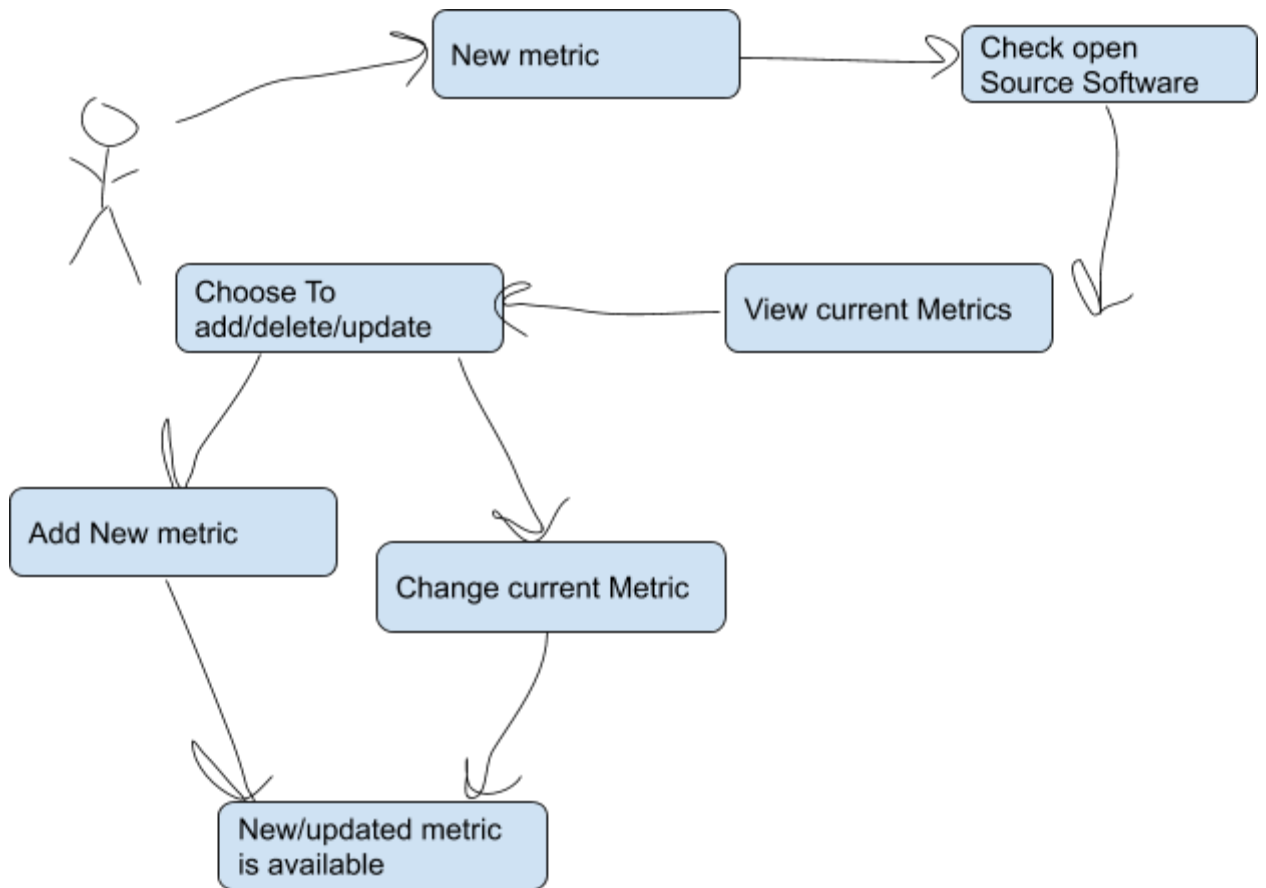 New metric
Check open
Source Software
Choose To
add/delete/update
View current Metrics
Add New metric
Change current Metric
New/updated metric
is available